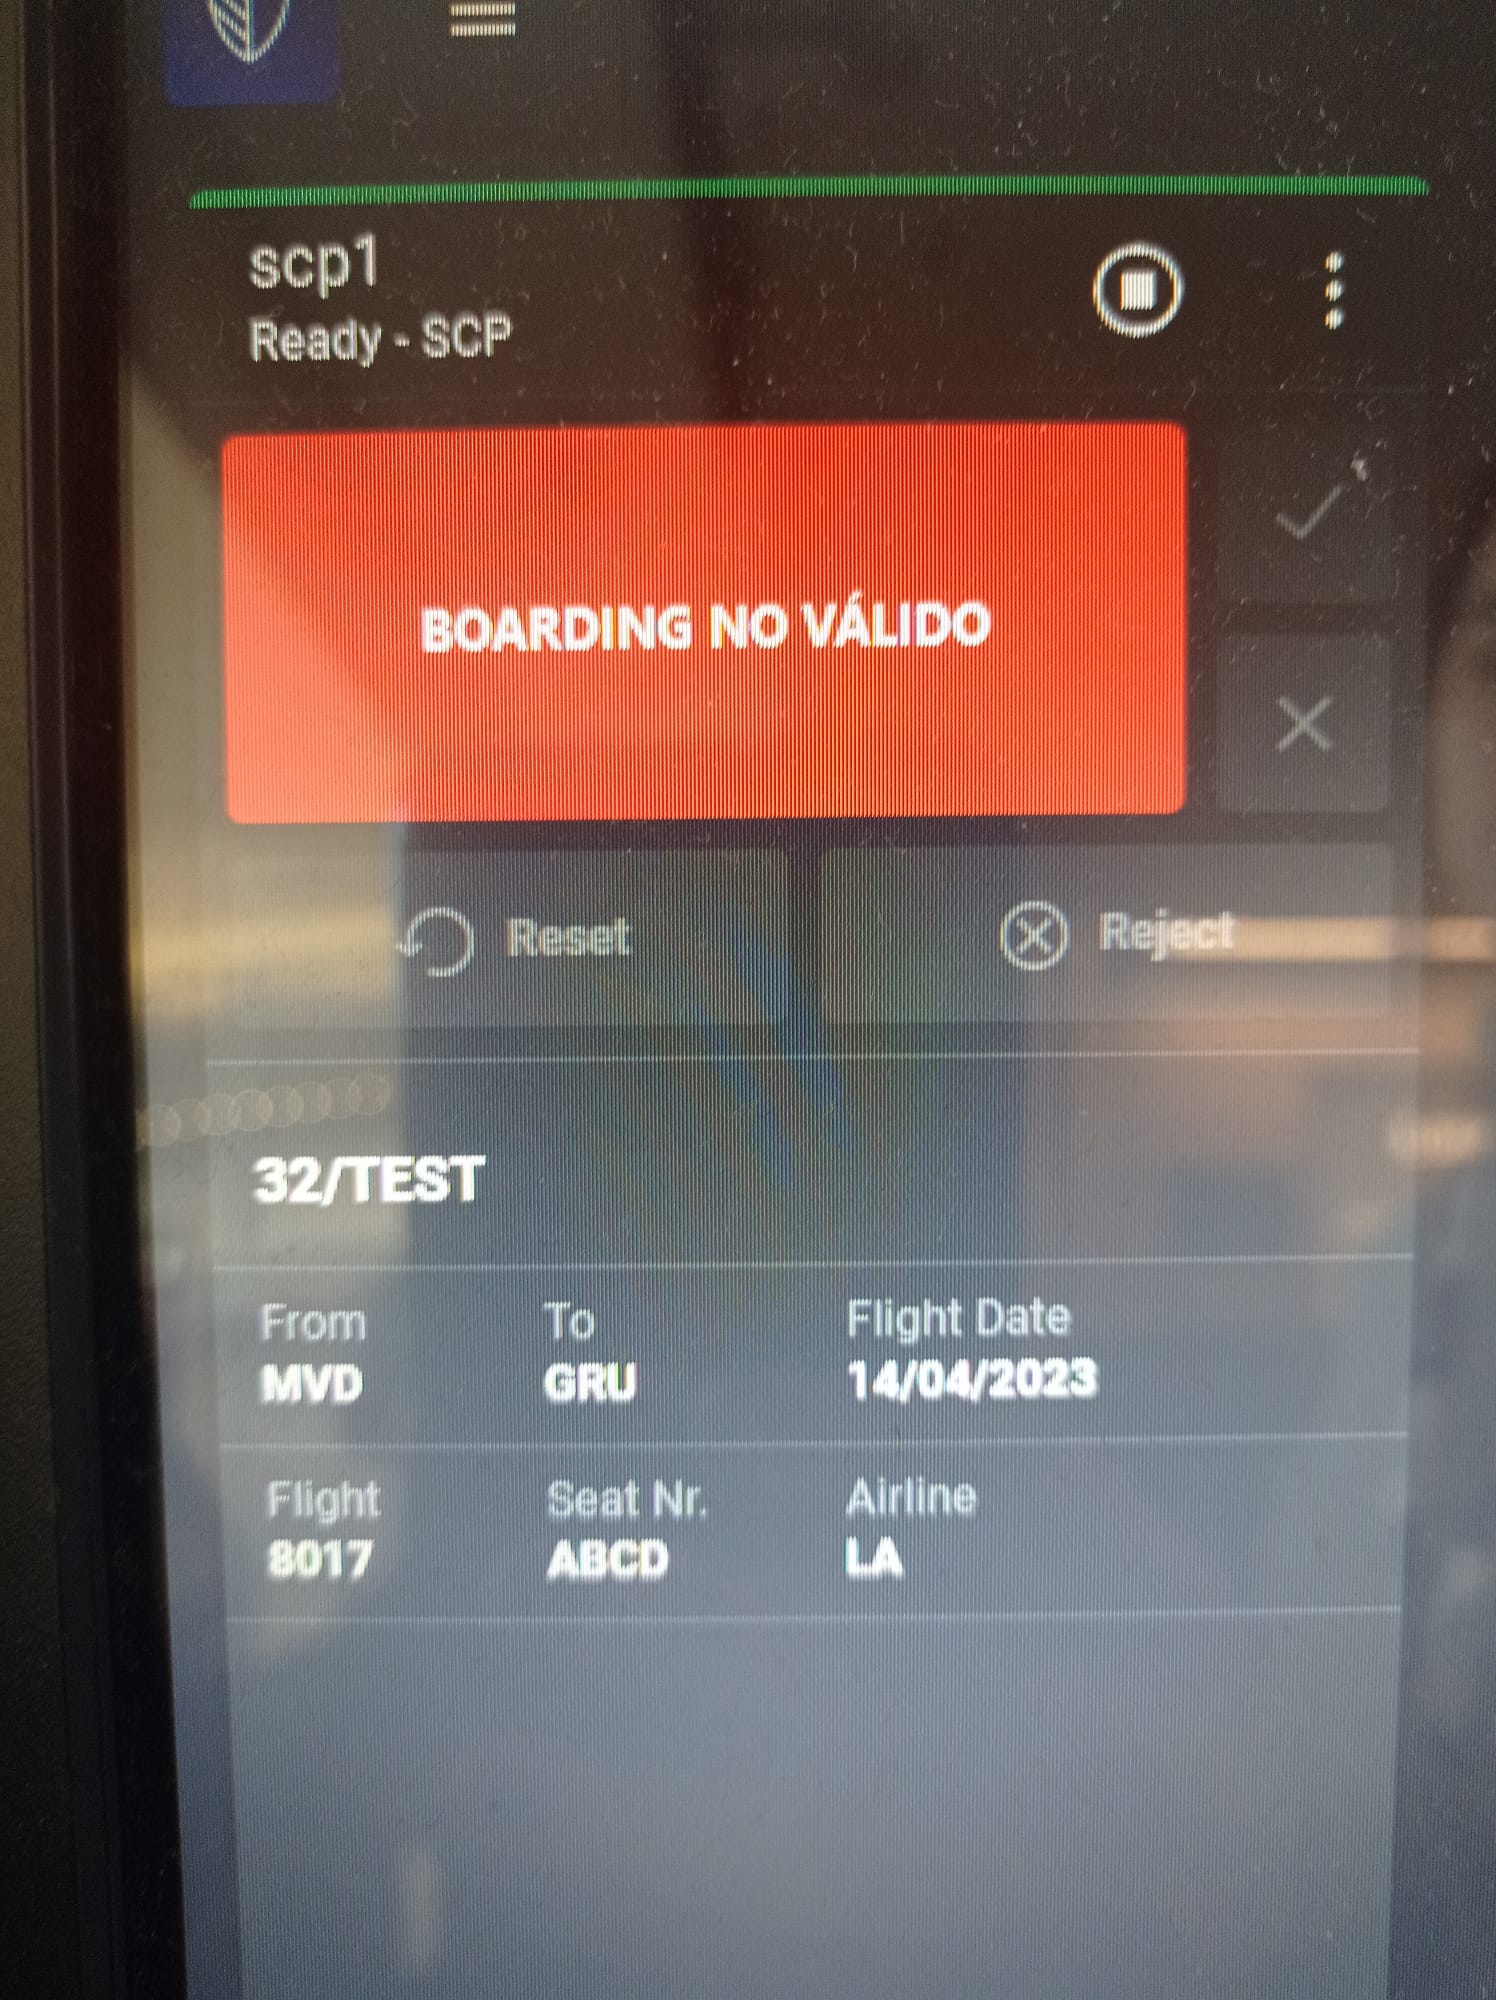 scp1
Ready - SCP
BOARDING NO VÁLIDO
Reset
Reject
32/TEST
From To Flight Date
MVD GRU 14/04/2023
Flight Seat Nr. Airline
8017 ABCD LA